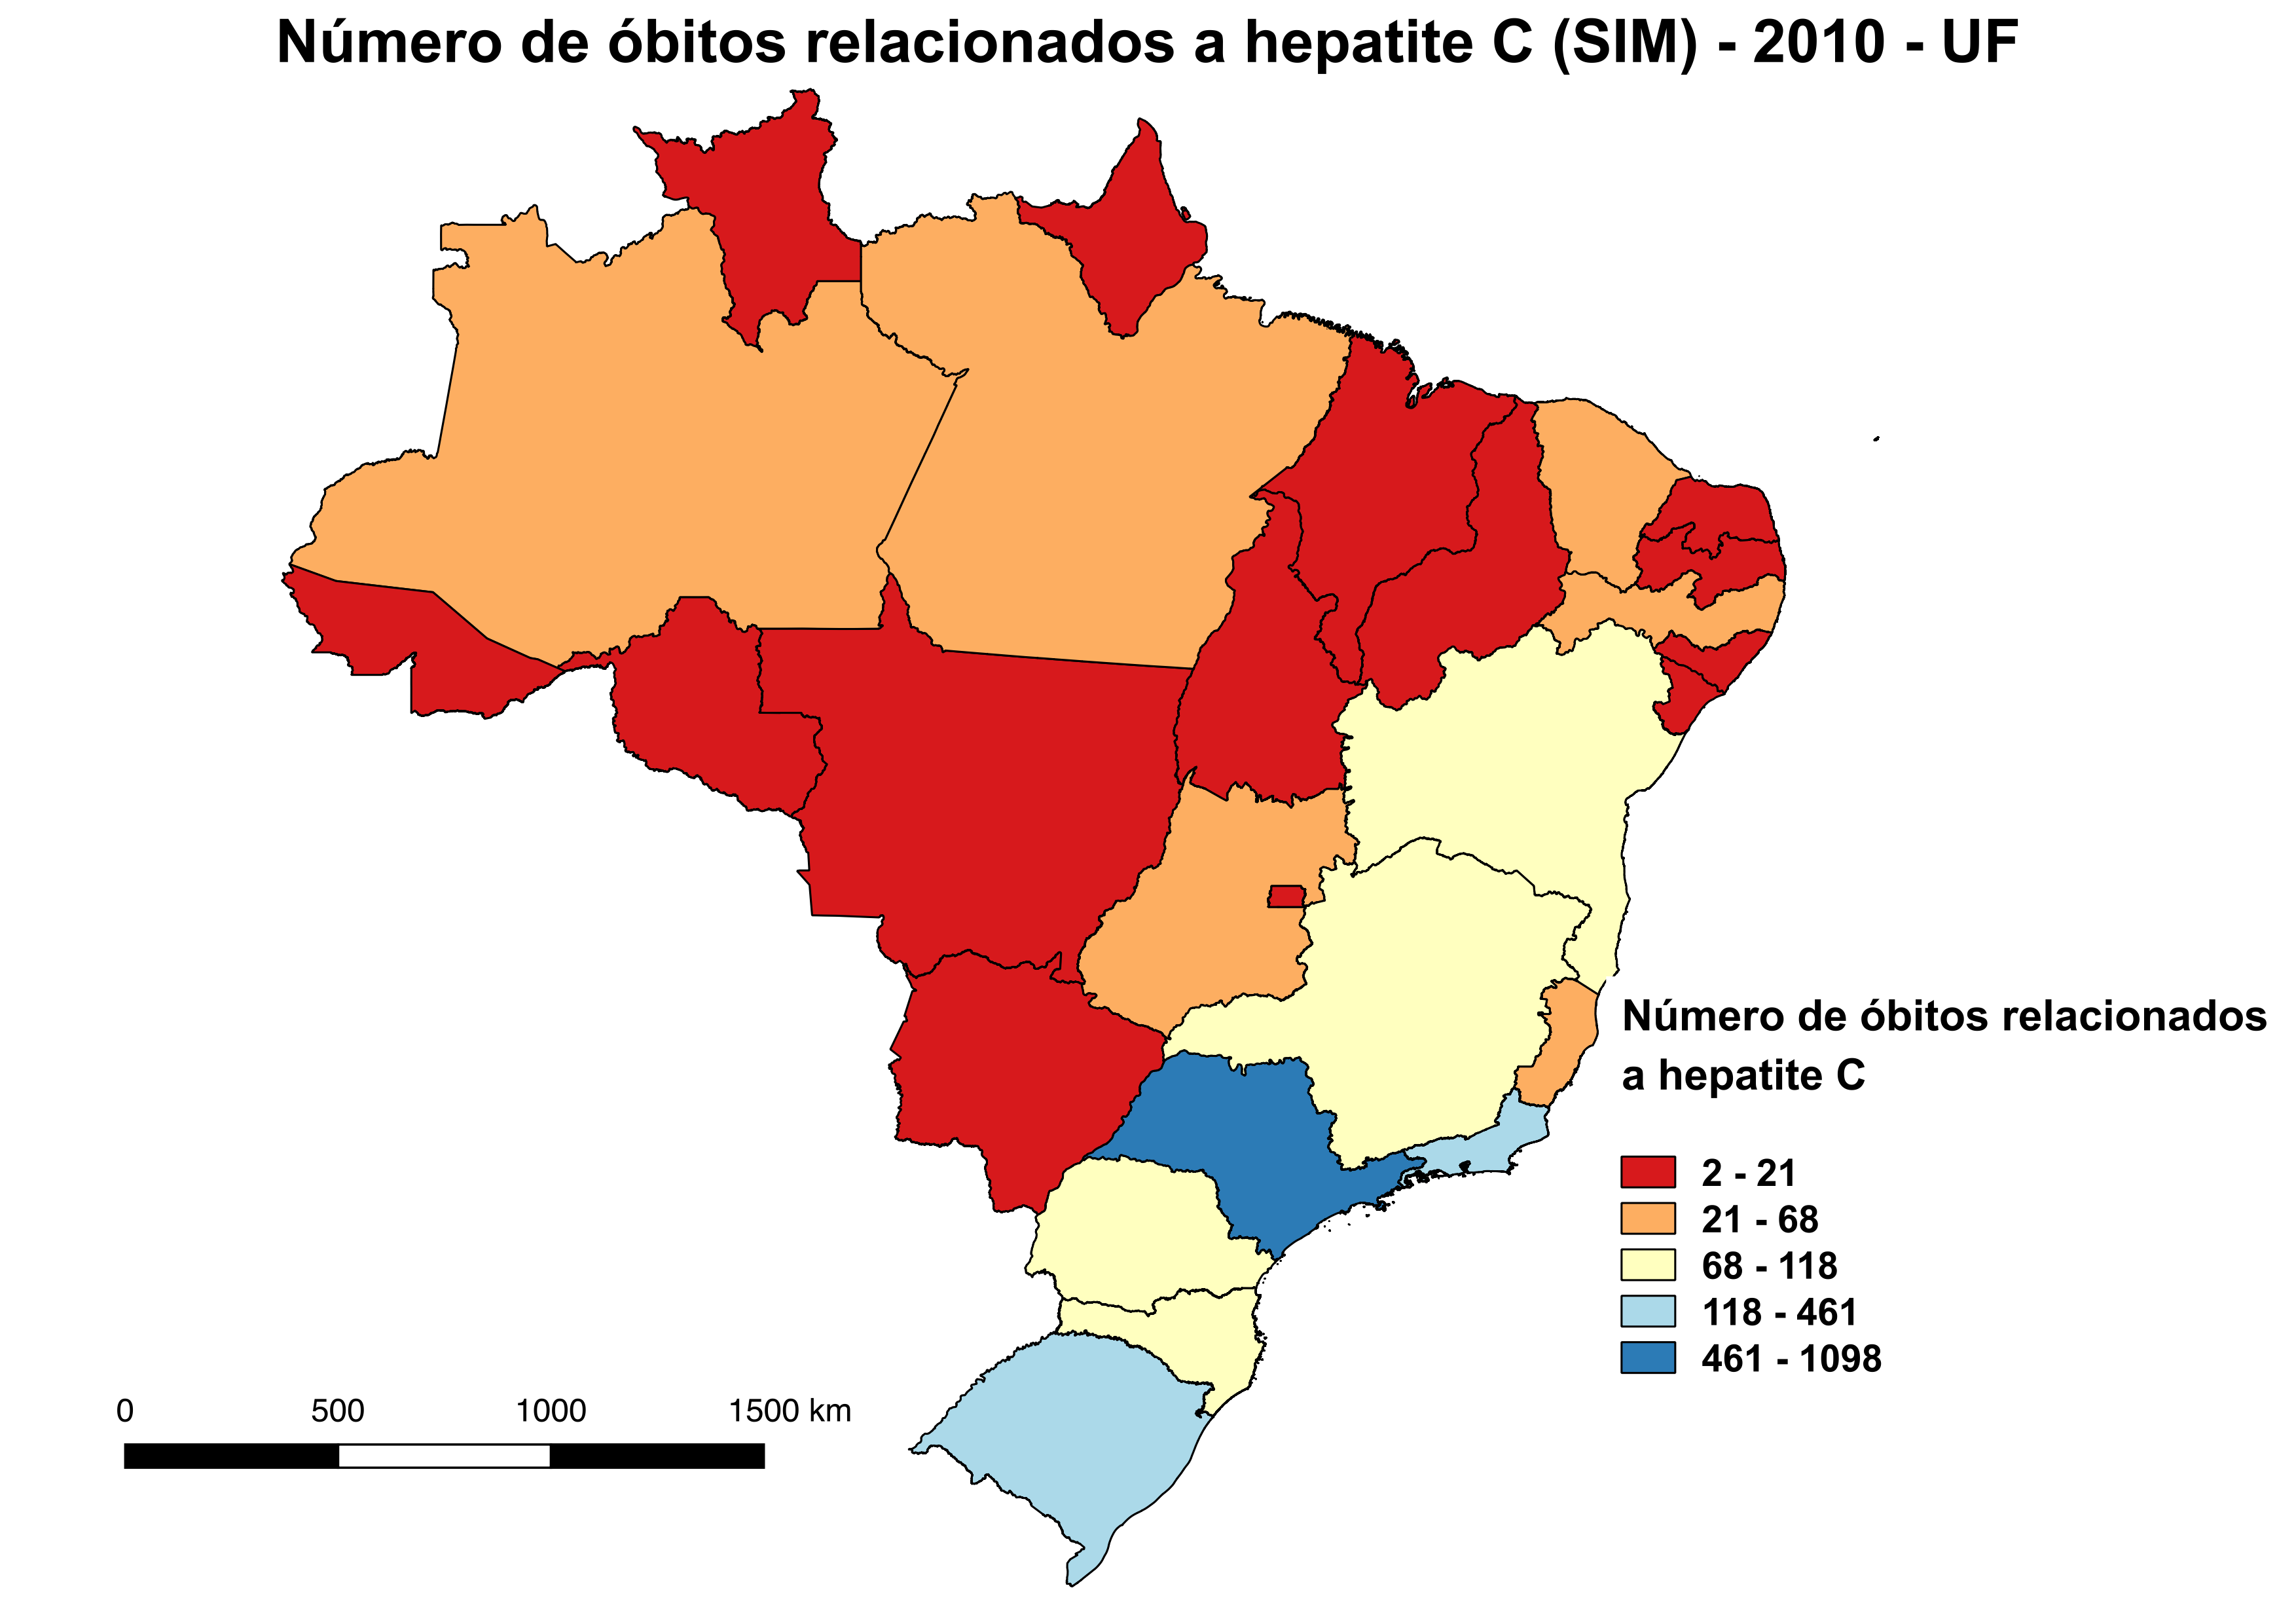 Número de óbitos relacionados a hepatite C (SIM) - 2010 - UF
Número de óbitos relacionados
a hepatite C
2 - 21
21 - 68
68 - 118
118 - 461
461 - 1098
0 500 1000 1500 km